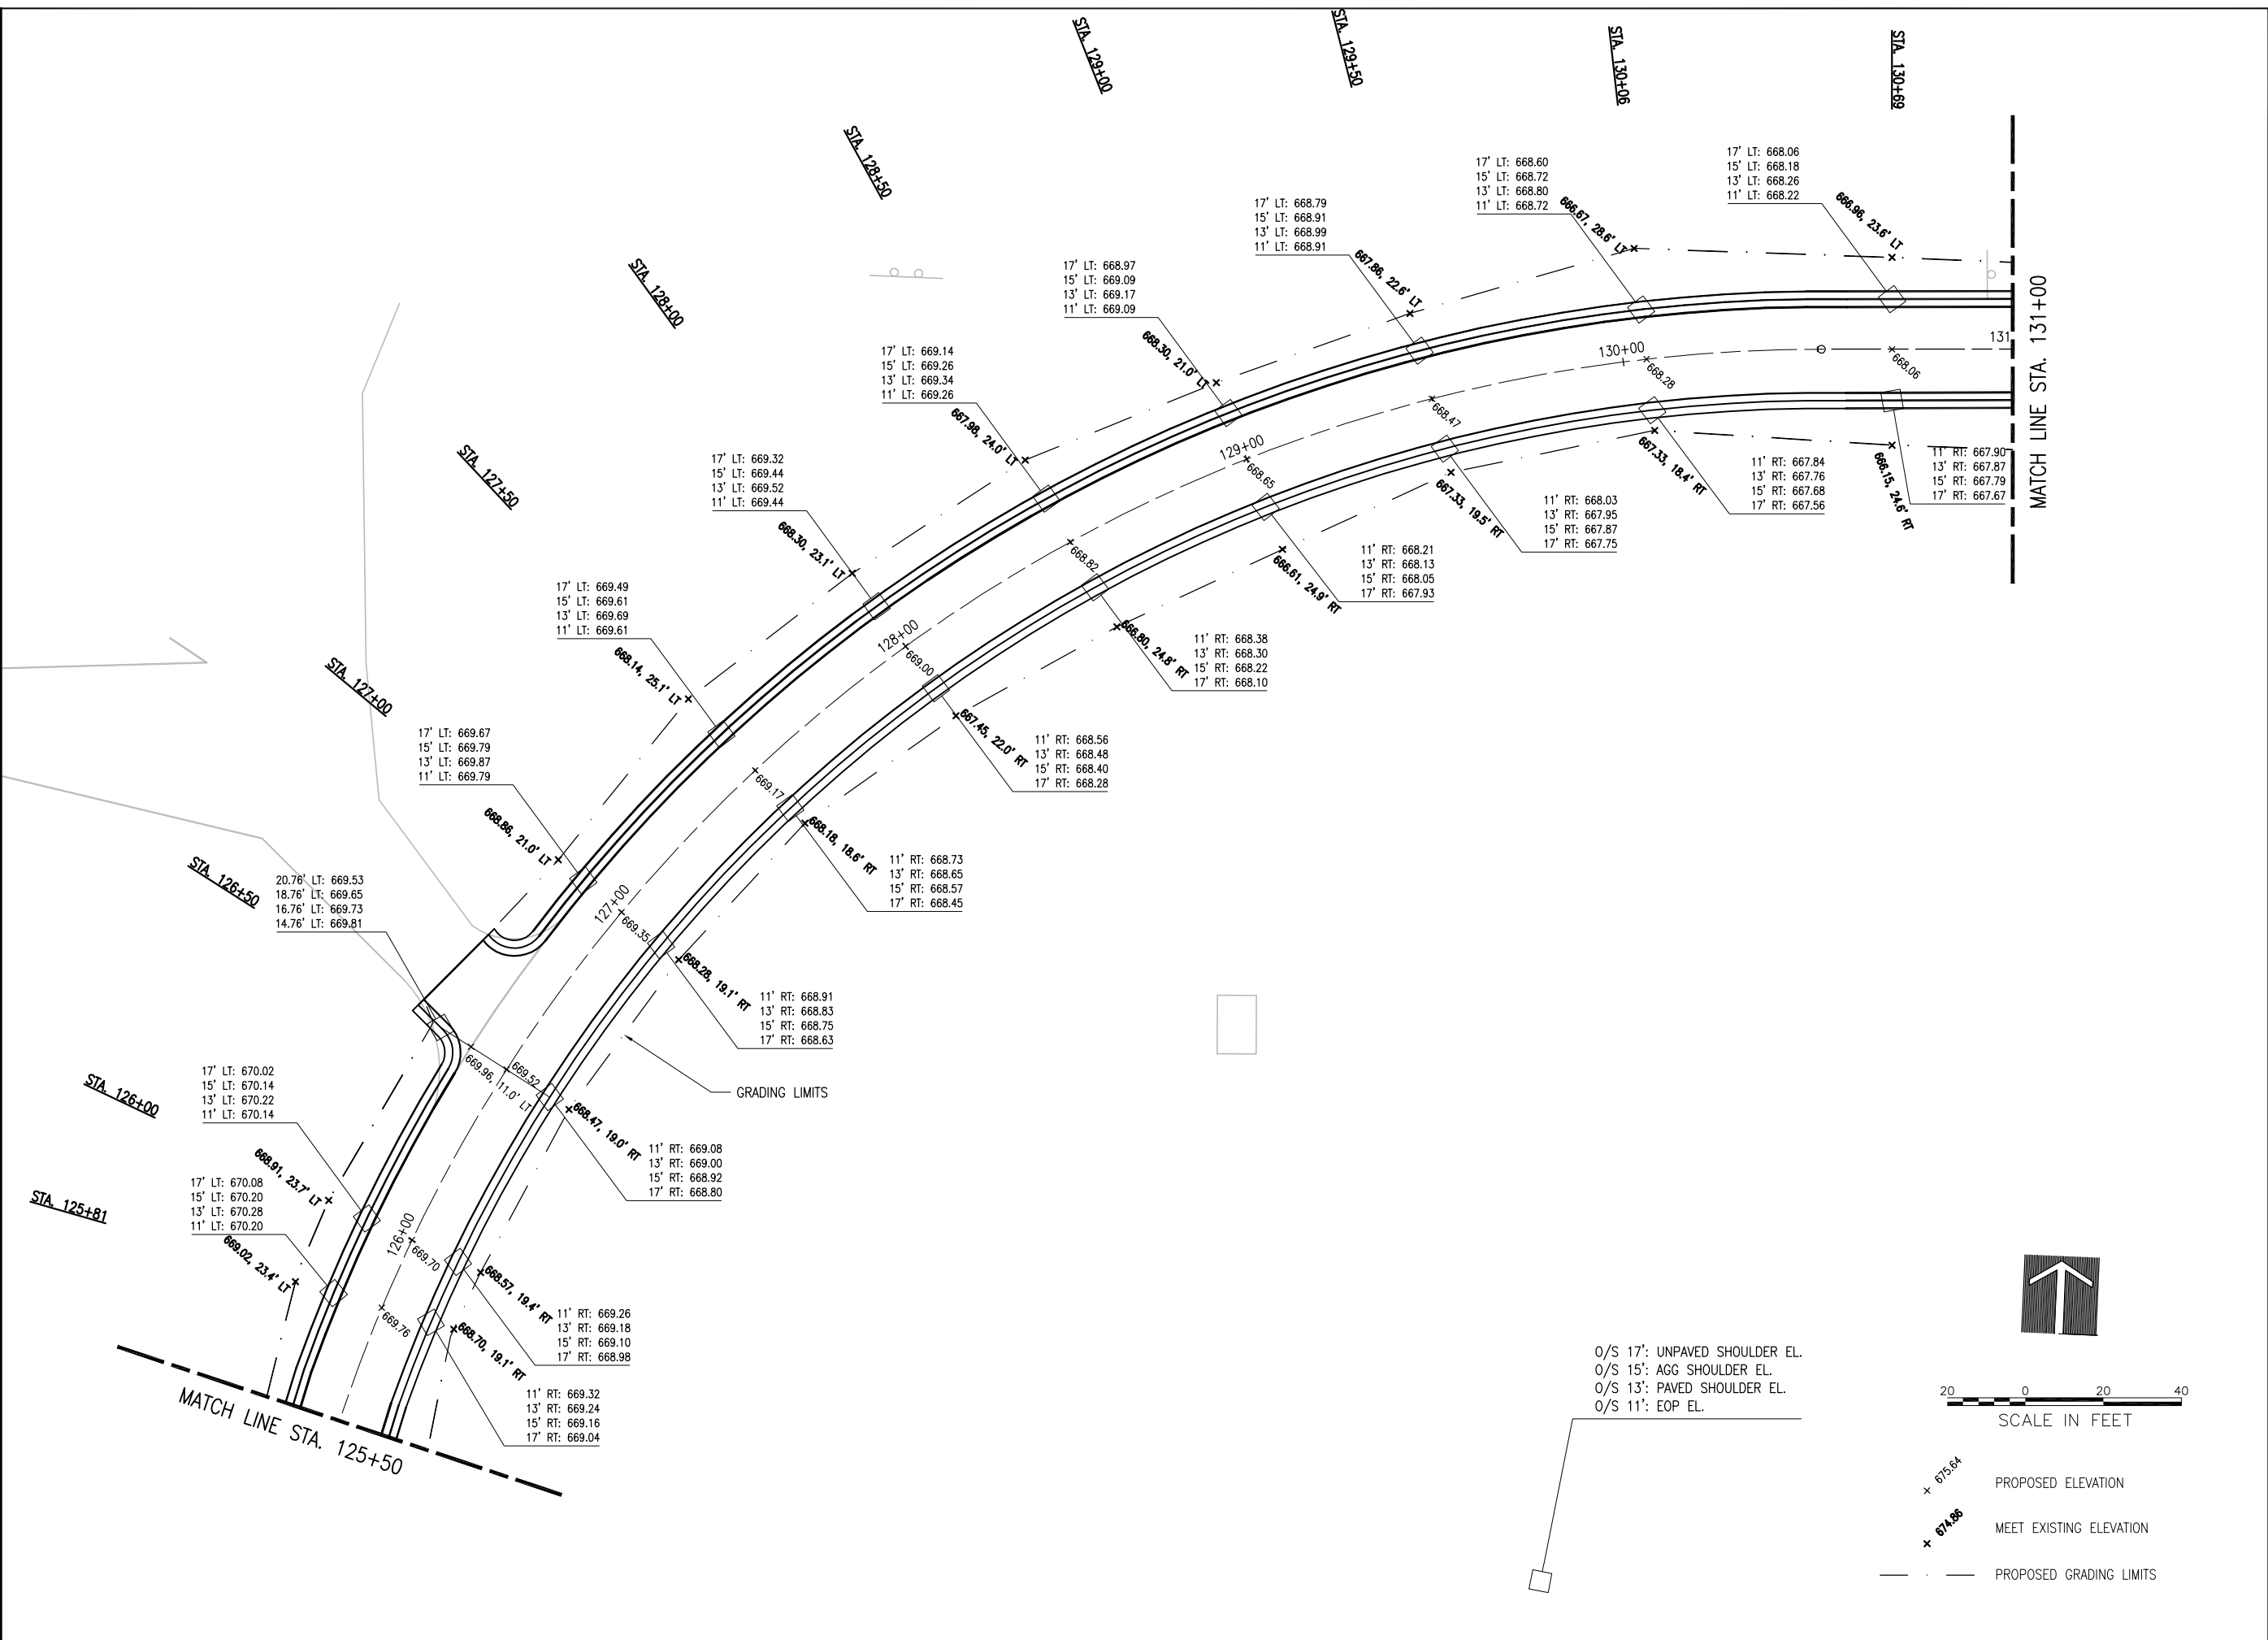 STA. 129+00
STA. 129+50
STA. 130+06
STA. 130+69
STA. 128+50
STA. 128+00
STA. 127+50
STA. 127+00
STA. 126+50
STA. 126+00
STA. 125+81
17' LT: 668.06
15' LT: 668.18
13' LT: 668.26
11' LT: 668.22
666.96, 23.6' LT
17' LT: 668.60
15' LT: 668.72
13' LT: 668.80
11' LT: 668.72
666.67, 28.6' LT
17' LT: 668.79
15' LT: 668.91
13' LT: 668.99
11' LT: 668.91
667.86, 22.6' LT
17' LT: 668.97
15' LT: 669.09
13' LT: 669.17
11' LT: 669.09
668.30, 21.0' LT
17' LT: 669.14
15' LT: 669.26
13' LT: 669.34
11' LT: 669.26
667.98, 24.0' LT
17' LT: 669.32
15' LT: 669.44
13' LT: 669.52
11' LT: 669.44
668.30, 23.1' LT
17' LT: 669.49
15' LT: 669.61
13' LT: 669.69
11' LT: 669.61
668.14, 25.1' LT
17' LT: 669.67
15' LT: 669.79
13' LT: 669.87
11' LT: 669.79
668.86, 21.0' LT
20.76' LT: 669.53
18.76' LT: 669.65
16.76' LT: 669.73
14.76' LT: 669.81
17' LT: 670.02
15' LT: 670.14
13' LT: 670.22
11' LT: 670.14
668.91, 23.7' LT
17' LT: 670.08
15' LT: 670.20
13' LT: 670.28
11' LT: 670.20
669.02, 23.4' LT
131
668.06
130+00
668.28
668.47
129+00
668.65
668.82
128+00
669.00
669.17
127+00
669.35
669.52
669.96, 11.0' LT
126+00
669.70
669.76
MATCH LINE STA. 131+00
11' RT: 667.90
13' RT: 667.87
15' RT: 667.79
17' RT: 667.67
666.15, 24.6' RT
11' RT: 667.84
13' RT: 667.76
15' RT: 667.68
17' RT: 667.56
667.33, 18.4' RT
11' RT: 668.03
13' RT: 667.95
15' RT: 667.87
17' RT: 667.75
667.33, 19.5' RT
11' RT: 668.21
13' RT: 668.13
15' RT: 668.05
17' RT: 667.93
666.61, 24.9' RT
11' RT: 668.38
13' RT: 668.30
15' RT: 668.22
17' RT: 668.10
666.80, 24.8' RT
11' RT: 668.56
13' RT: 668.48
15' RT: 668.40
17' RT: 668.28
667.45, 22.0' RT
11' RT: 668.73
13' RT: 668.65
15' RT: 668.57
17' RT: 668.45
668.18, 18.6' RT
11' RT: 668.91
13' RT: 668.83
15' RT: 668.75
17' RT: 668.63
668.28, 19.1' RT
GRADING LIMITS
11' RT: 669.08
13' RT: 669.00
15' RT: 668.92
17' RT: 668.80
668.47, 19.0' RT
11' RT: 669.26
13' RT: 669.18
15' RT: 669.10
17' RT: 668.98
668.57, 19.4' RT
11' RT: 669.32
13' RT: 669.24
15' RT: 669.16
17' RT: 669.04
668.70, 19.1' RT
MATCH LINE STA. 125+50
O/S 17': UNPAVED SHOULDER EL.
O/S 15': AGG SHOULDER EL.
O/S 13': PAVED SHOULDER EL.
O/S 11': EOP EL.
20 0 20 40
SCALE IN FEET
675.64 PROPOSED ELEVATION
674.86 MEET EXISTING ELEVATION
PROPOSED GRADING LIMITS